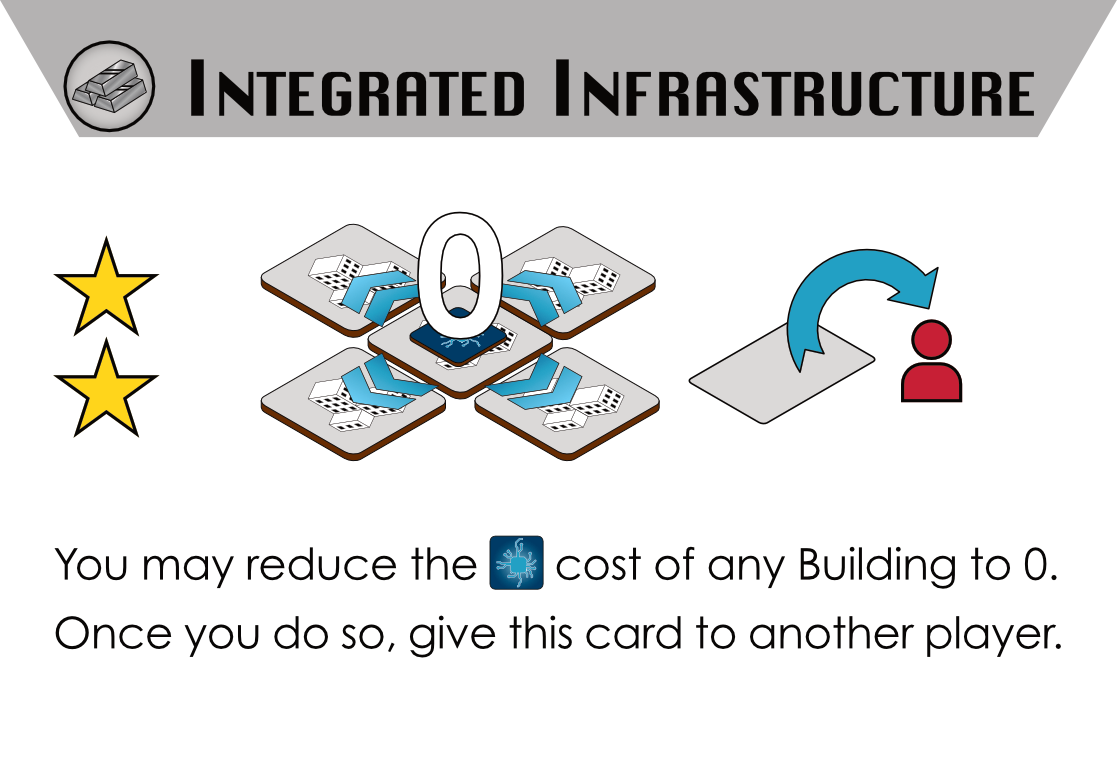 Integrated Infrastructure
0
You may reduce the cost of any Building to 0.
Once you do so, give this card to another player.